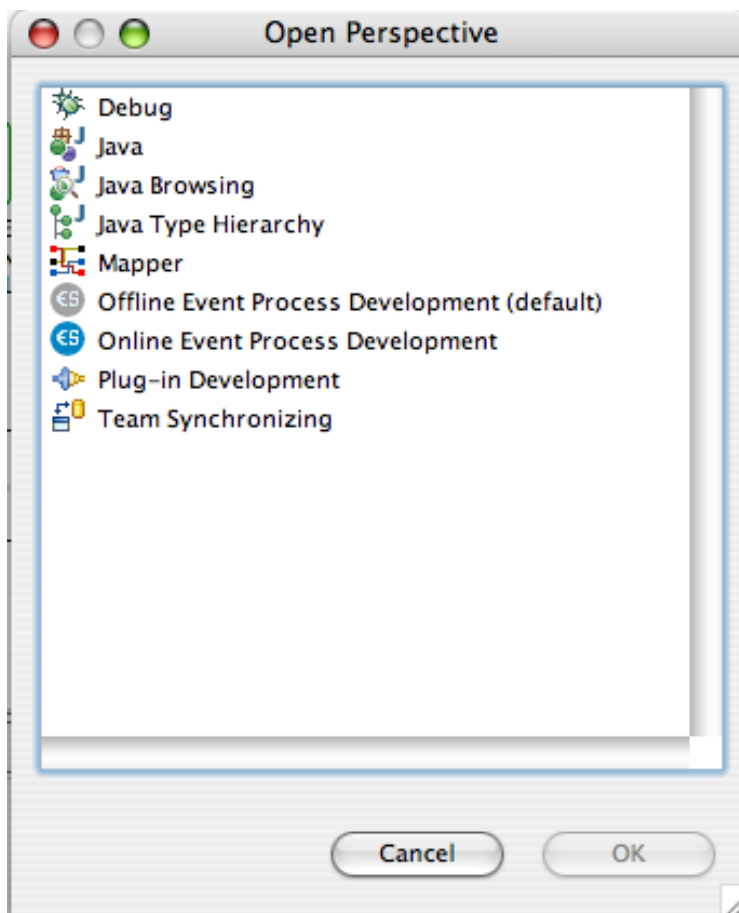 Open Perspective
Debug
Java
Java Browsing
Java Type Hierarchy
Mapper
Offline Event Process Development (default)
Online Event Process Development
Plug-in Development
Team Synchronizing
Cancel
OK